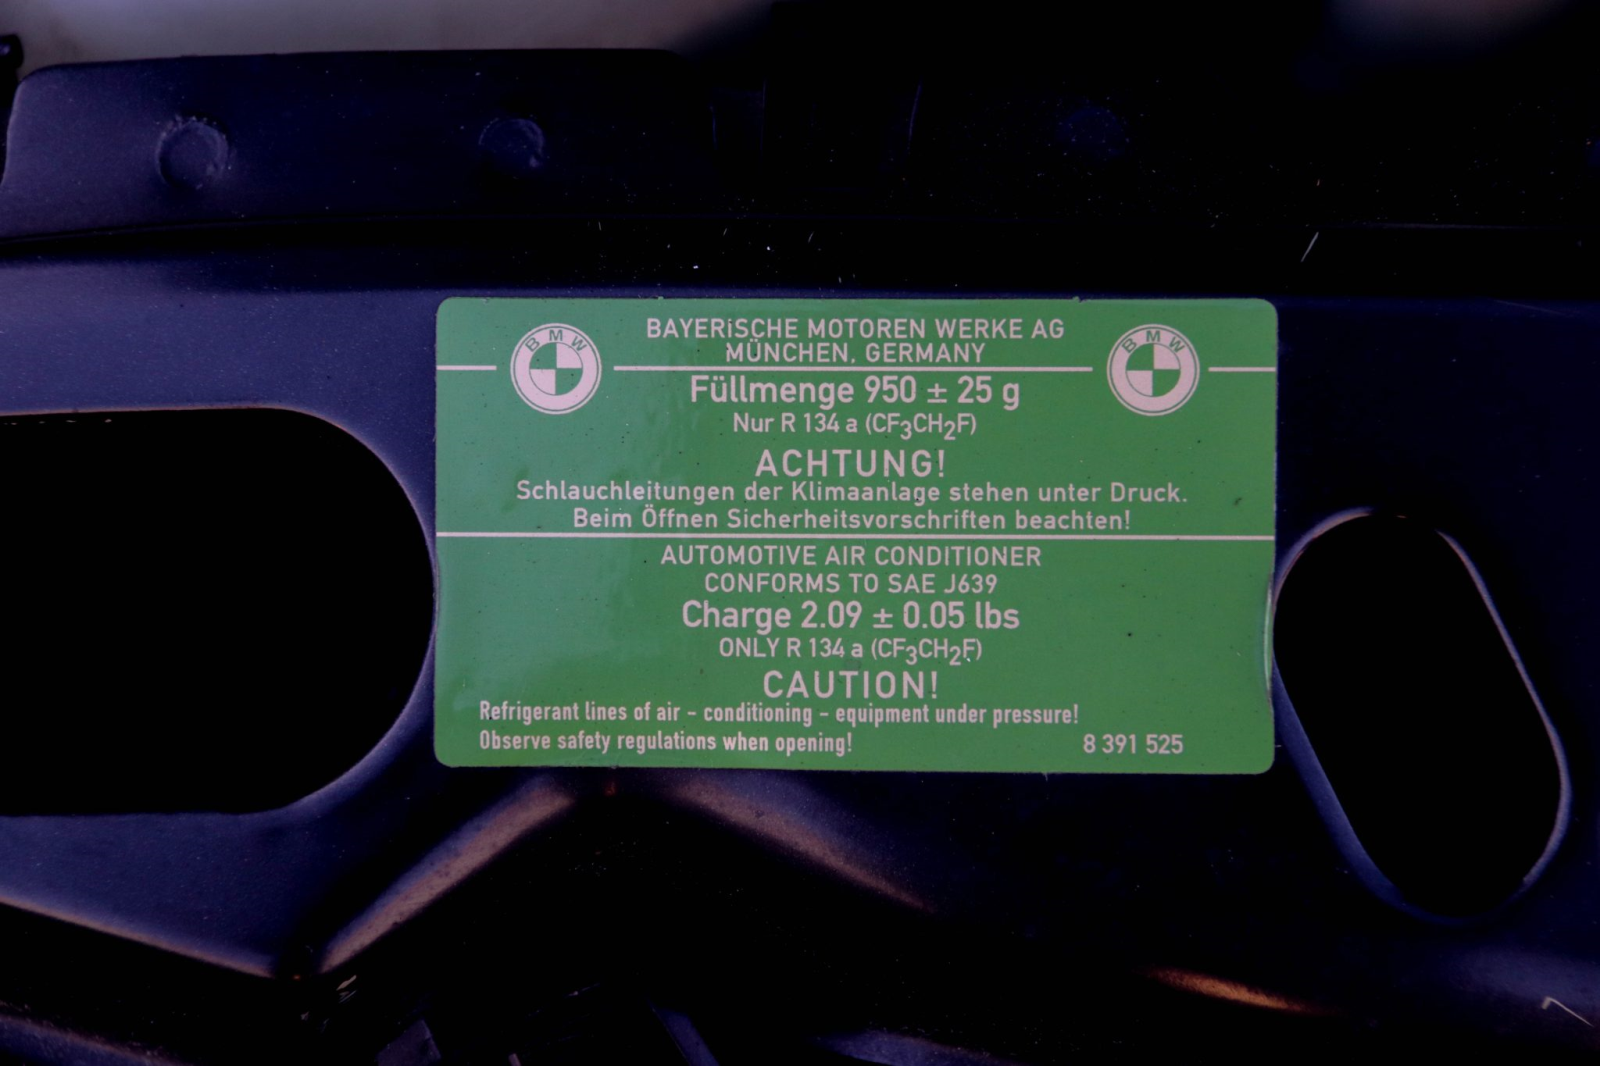 BMW
BMW
BAYERiSCHE MOTOREN WERKE AG
MÜNCHEN, GERMANY
Füllmenge 950 ± 25 g
Nur R 134 a (CF₃CH₂F)
ACHTUNG!
Schlauchleitungen der Klimaanlage stehen unter Druck.
Beim Öffnen Sicherheitsvorschriften beachten!
AUTOMOTIVE AIR CONDITIONER
CONFORMS TO SAE J639
Charge 2.09 ± 0.05 lbs
ONLY R 134 a (CF₃CH₂F)
CAUTION!
Refrigerant lines of air - conditioning - equipment under pressure!
Observe safety regulations when opening!
8 391 525